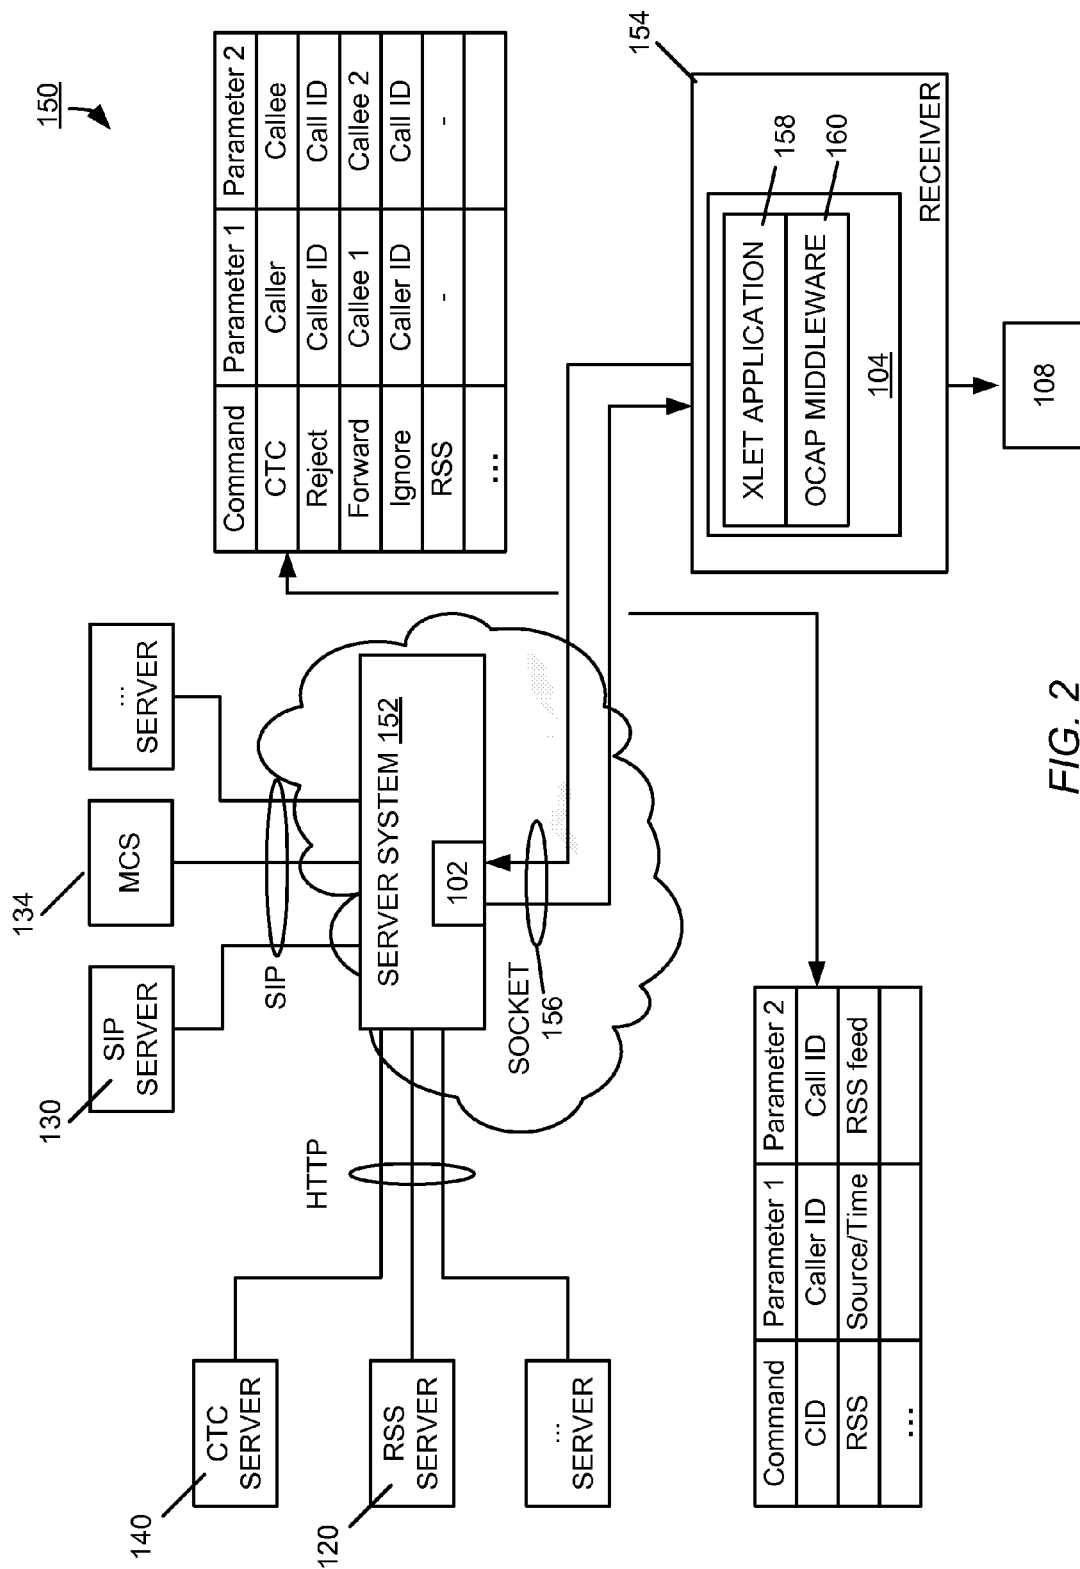 150
Command Parameter 1 Parameter 2
CTC Caller Callee
Reject Caller ID Call ID
Forward Callee 1 Callee 2
Ignore Caller ID Call ID
RSS - -
...
130
SIP
SERVER
134
MCS
...
SERVER
SIP
140
CTC
SERVER
120
RSS
SERVER
...
SERVER
HTTP
SERVER SYSTEM 152
102
SOCKET
156
154
XLET APPLICATION
158
OCAP MIDDLEWARE
160
104
RECEIVER
108
Command Parameter 1 Parameter 2
CID Caller ID Call ID
RSS Source/Time RSS feed
...
FIG. 2